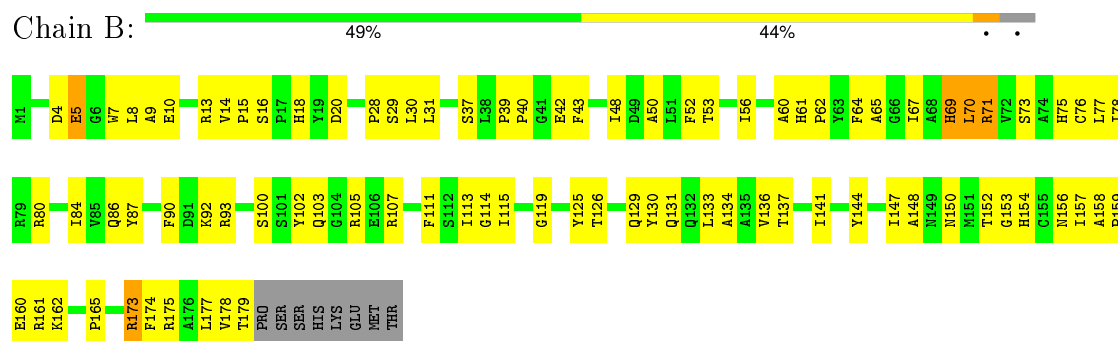 Chain B:
49% 44% • •
M1 D4 E5 G6 W7 L8 A9 E10 R13 V14 P15 S16 P17 H18 Y19 D20 P28 S29 L30 L31 S37 L38 P39 P40 G41 E42 F43 I48 D49 A50 L51 F52 T53 I56 A60 H61 P62 Y63 F64 A65 G66 I67 A68 H69 L70 R71 V72 S73 A74 H75 C76 L77 I78
R79 R80 I84 V85 Q86 Y87 F90 D91 K92 R93 S100 S101 Y102 Q103 G104 R105 E106 R107 F111 S112 I113 G114 I115 G119 Y125 T126 Q129 Y130 Q131 Q132 L133 A134 A135 V136 T137 I141 Y144 I147 A148 N149 N150 M151 T152 G153 H154 C155 N156 I157 A158 P159
E160 R161 K162 P165 R173 F174 R175 A176 L177 V178 T179 PRO SER SER HIS LYS GLU MET THR